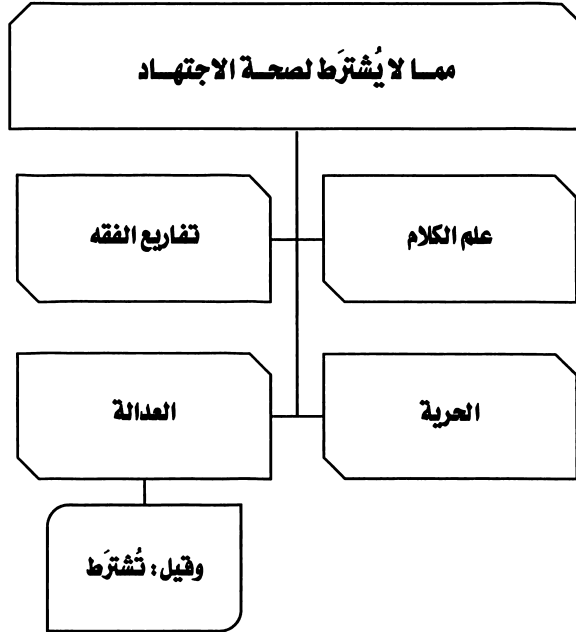 مما لا يُشترَط لصحة الاجتهاد
علم الكلام
تفاريع الفقه
الحرية
العدالة
وقيل: تُشترَط